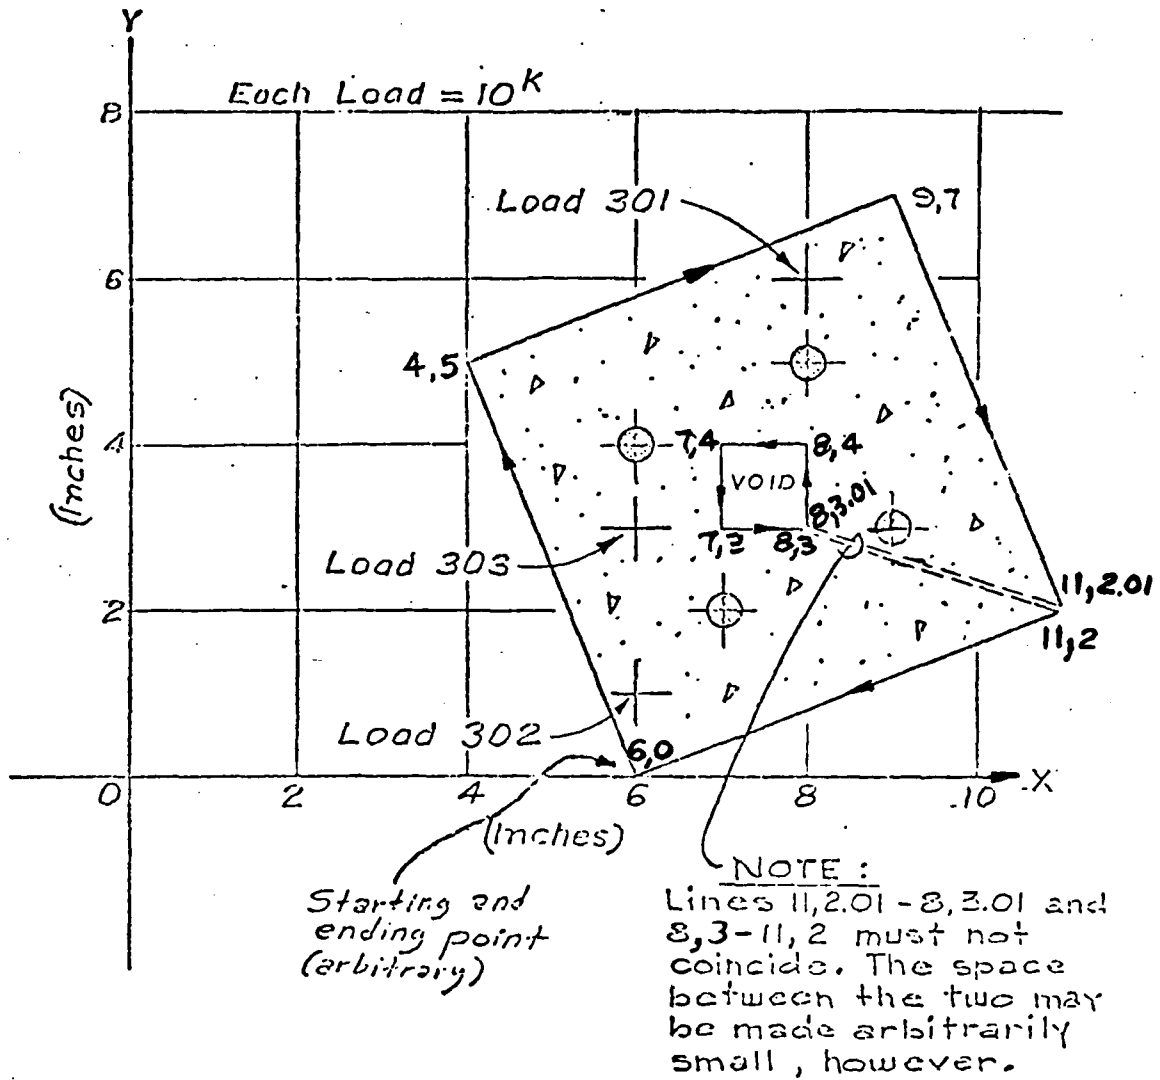 Y
Each Load = 10K
8
Load 301
9,7
6
4,5
(Inches)
4
7,4
8,4
VOID
8,3.01
7,3
8,3
Load 303
11,2.01
2
11,2
Load 302
6,0
0
2
4
6
8
10
X
(Inches)
Starting and
ending point
(arbitrary)
NOTE :
Lines 11,2.01 - 8,3.01 and
8,3 - 11,2 must not
coincide. The space
between the two may
be made arbitrarily
small, however.